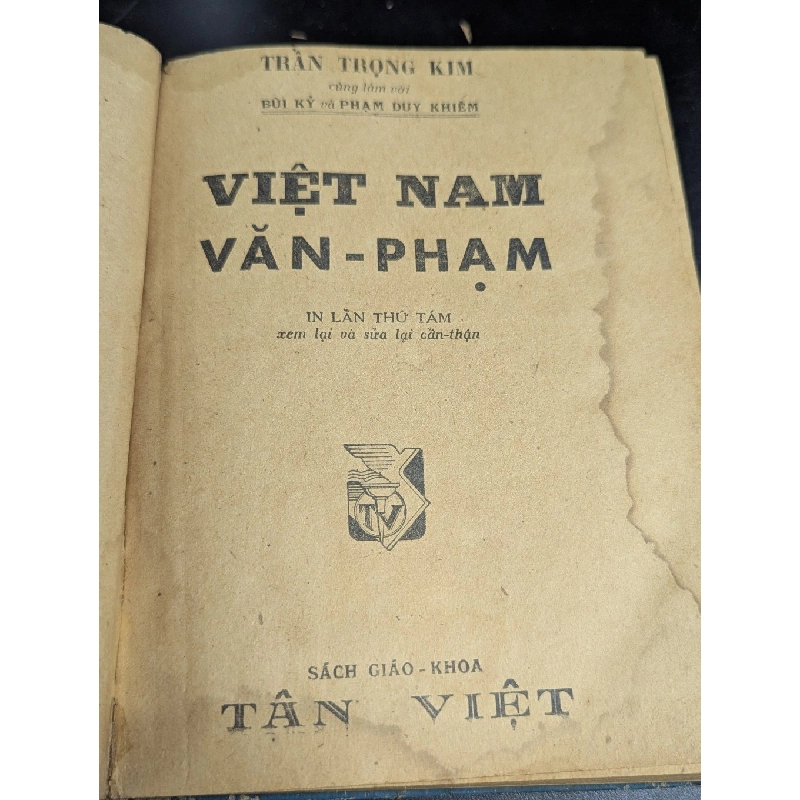 TRẦN TRỌNG KIM
cùng làm với
BÙI KỶ và PHẠM DUY KHIÊM
VIỆT NAM
VĂN-PHẠM
IN LẦN THỨ TÁM
xem lại và sửa lại cẩn-thận
TV
SÁCH GIÁO-KHOA
TÂN VIỆT